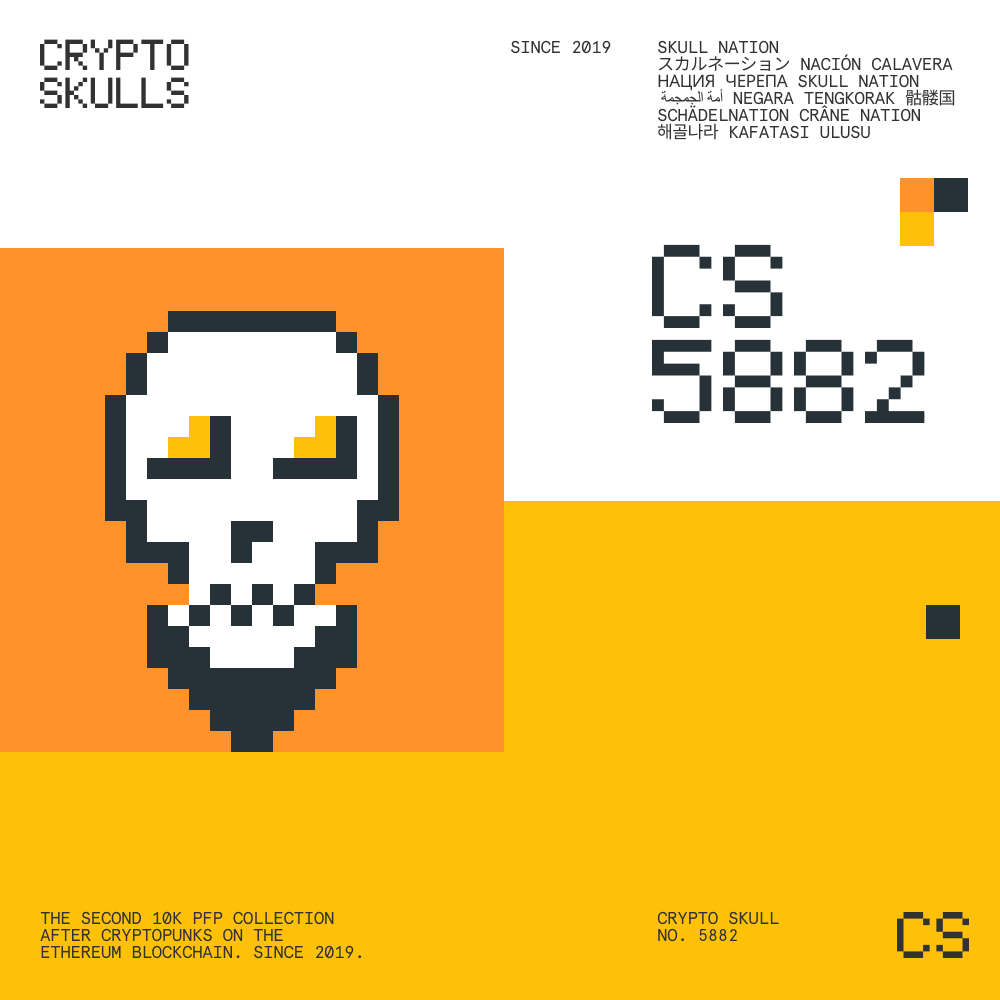 CRYPTO
SKULLS
SINCE 2019
SKULL NATION
スカルネーション NACIÓN CALAVERA
НАЦИЯ ЧЕРЕПА SKULL NATION
أمة الجمجمة NEGARA TENGKORAK 骷髅国
SCHÄDELNATION CRÂNE NATION
해골나라 KAFATASI ULUSU
CS
5882
THE SECOND 10K PFP COLLECTION
AFTER CRYPTOPUNKS ON THE
ETHEREUM BLOCKCHAIN. SINCE 2019.
CRYPTO SKULL
NO. 5882
CS